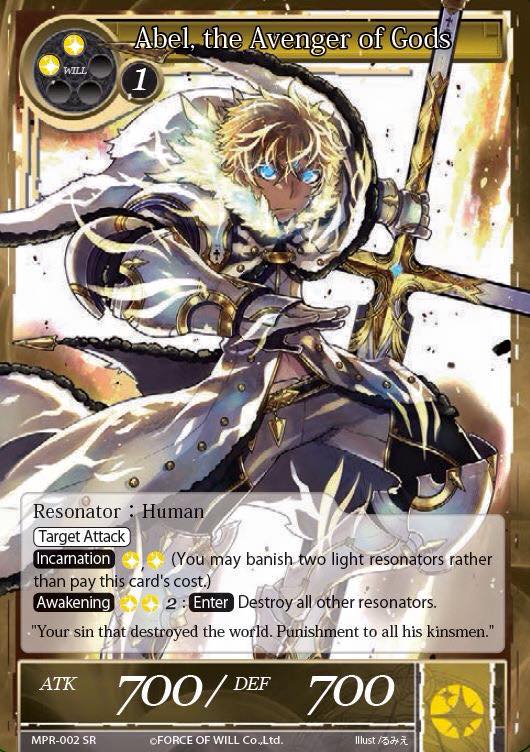 Abel, the Avenger of Gods
WILL
1
Resonator : Human
Target Attack
Incarnation (You may banish two light resonators rather
than pay this card's cost.)
Awakening 2 : Enter Destroy all other resonators.
"Your sin that destroyed the world. Punishment to all his kinsmen."
ATK 700 / DEF 700
MPR-002 SR ©FORCE OF WILL Co.,Ltd. Illust /るみえ